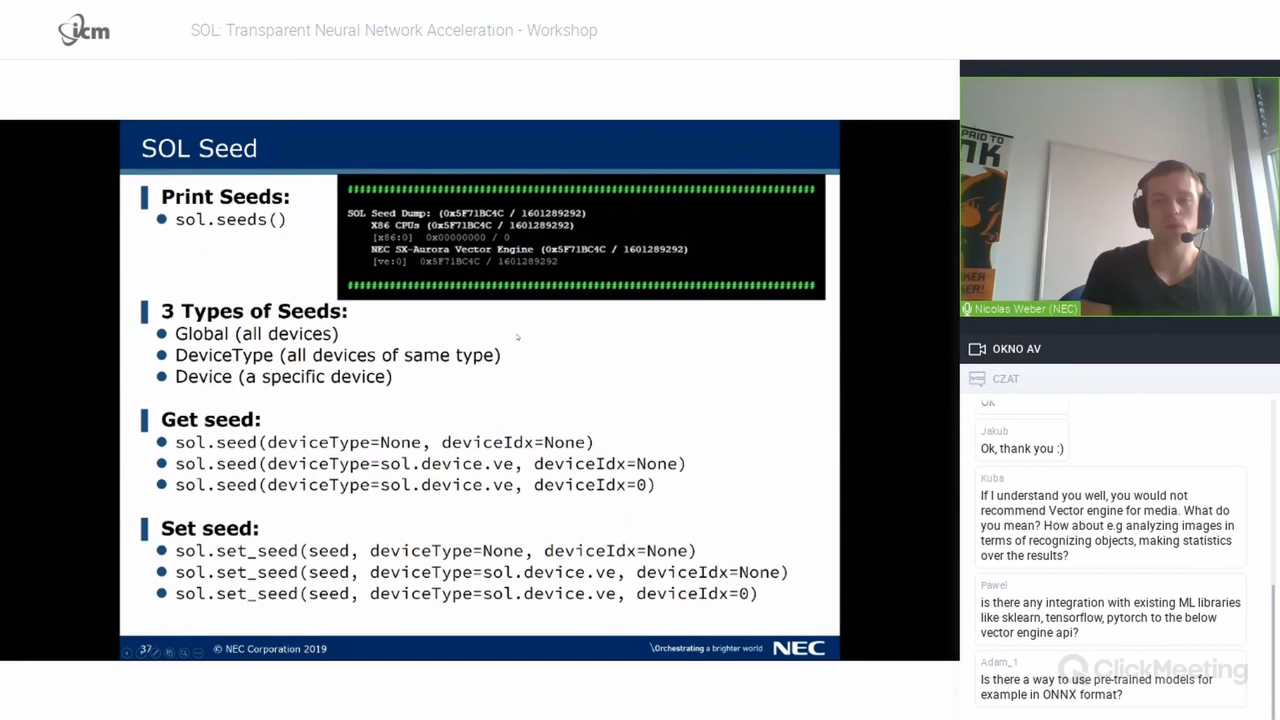 icm
SOL: Transparent Neural Network Acceleration - Workshop
SOL Seed
Print Seeds:
sol.seeds()
################################################################################
SOL Seed Dump: (0x5F71BC4C / 1601289292)
X86 CPUs (0x5F71BC4C / 1601289292)
[x86:0] 0x00000000 / 0
NEC SX-Aurora Vector Engine (0x5F71BC4C / 1601289292)
[ve:0] 0x5F71BC4C / 1601289292
################################################################################
3 Types of Seeds:
Global (all devices)
DeviceType (all devices of same type)
Device (a specific device)
Get seed:
sol.seed(deviceType=None, deviceIdx=None)
sol.seed(deviceType=sol.device.ve, deviceIdx=None)
sol.seed(deviceType=sol.device.ve, deviceIdx=0)
Set seed:
sol.set_seed(seed, deviceType=None, deviceIdx=None)
sol.set_seed(seed, deviceType=sol.device.ve, deviceIdx=None)
sol.set_seed(seed, deviceType=sol.device.ve, deviceIdx=0)
37 © NEC Corporation 2019 \Orchestrating a brighter world NEC
PAID TO
Nicolas Weber (NEC)
OKNO AV
CZAT
Ok
Jakub
Ok, thank you :)
Kuba
If I understand you well, you would not
recommend Vector engine for media. What do
you mean? How about e.g analyzing images in
terms of recognizing objects, making statistics
over the results?
Pawel
is there any integration with existing ML libraries
like sklearn, tensorflow, pytorch to the below
vector engine api?
Adam_1
Is there a way to use pre-trained models for
example in ONNX format?
ClickMeeting